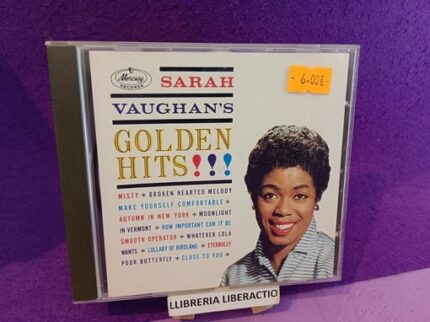 Mercury
RECORDS
SARAH
- 6.00€ -
VAUGHAN'S
GOLDEN
HITS!!!
MISTY * BROKEN HEARTED MELODY
MAKE YOURSELF COMFORTABLE *
AUTUMN IN NEW YORK * MOONLIGHT
IN VERMONT * HOW IMPORTANT CAN IT BE
SMOOTH OPERATOR * WHATEVER LOLA
WANTS * LULLABY OF BIRDLAND * ETERNALLY
POOR BUTTERFLY * CLOSE TO YOU *
LLIBRERIA LIBERACTIO